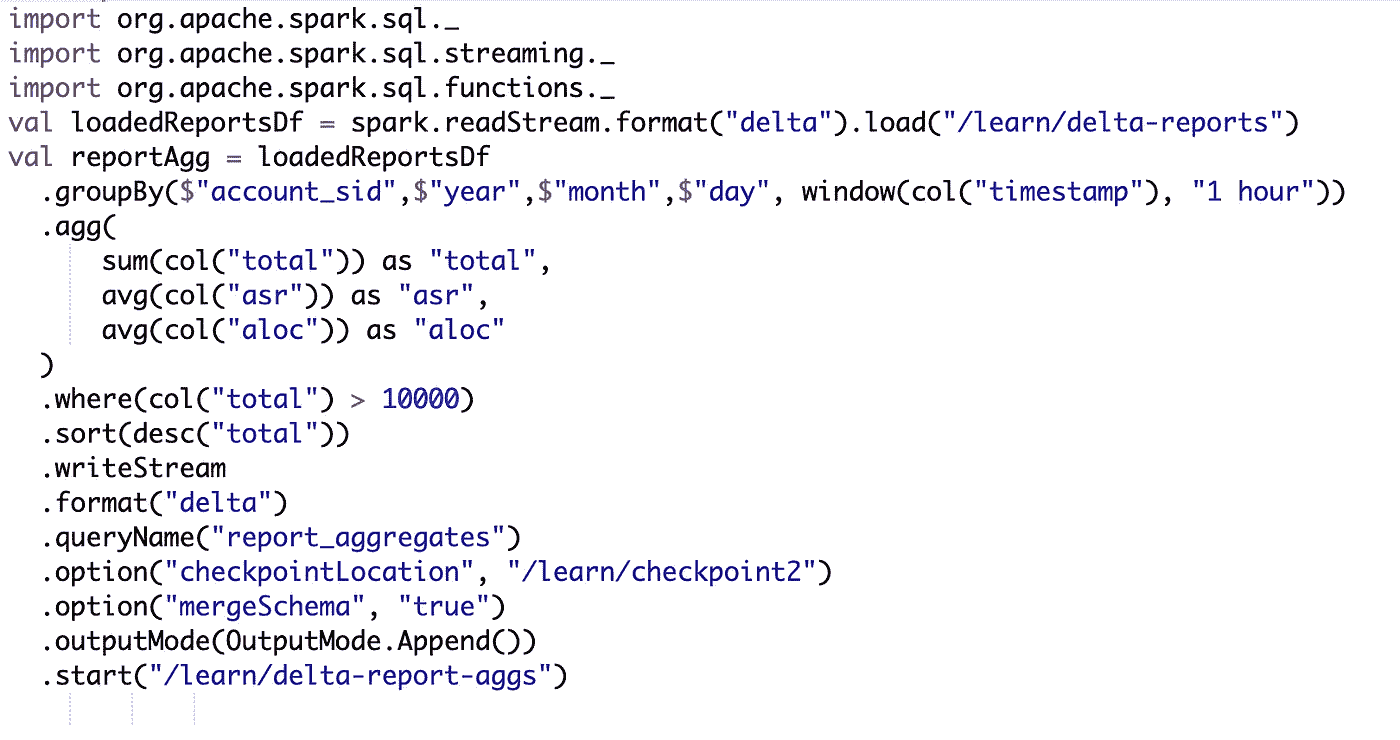 import org.apache.spark.sql._
import org.apache.spark.sql.streaming._
import org.apache.spark.sql.functions._
val loadedReportsDf = spark.readStream.format("delta").load("/learn/delta-reports")
val reportAgg = loadedReportsDf
  .groupBy($"account_sid",$"year",$"month",$"day", window(col("timestamp"), "1 hour"))
  .agg(
      sum(col("total")) as "total",
      avg(col("asr")) as "asr",
      avg(col("aloc")) as "aloc"
  )
  .where(col("total") > 10000)
  .sort(desc("total"))
  .writeStream
  .format("delta")
  .queryName("report_aggregates")
  .option("checkpointLocation", "/learn/checkpoint2")
  .option("mergeSchema", "true")
  .outputMode(OutputMode.Append())
  .start("/learn/delta-report-aggs")